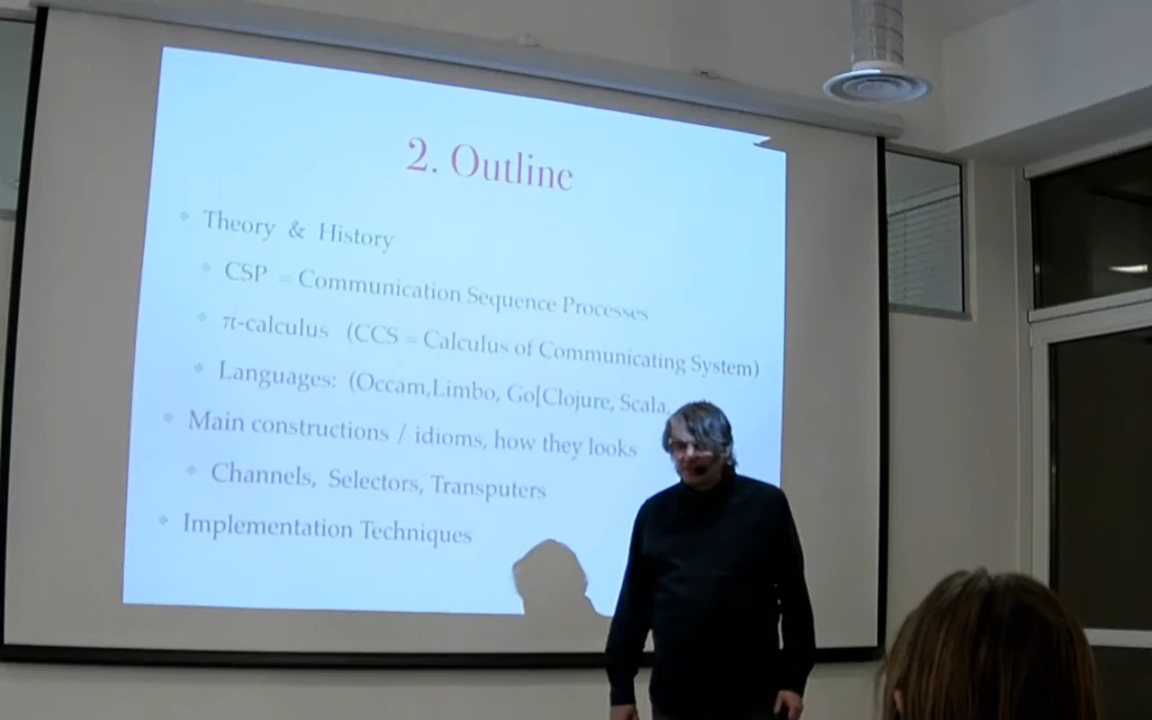 2. Outline
Theory & History
CSP = Communication Sequence Processes
π-calculus (CCS = Calculus of Communicating System)
Languages: (Occam,Limbo, Go[Clojure, Scala,
Main constructions / idioms, how they looks
Channels, Selectors, Transputers
Implementation Techniques